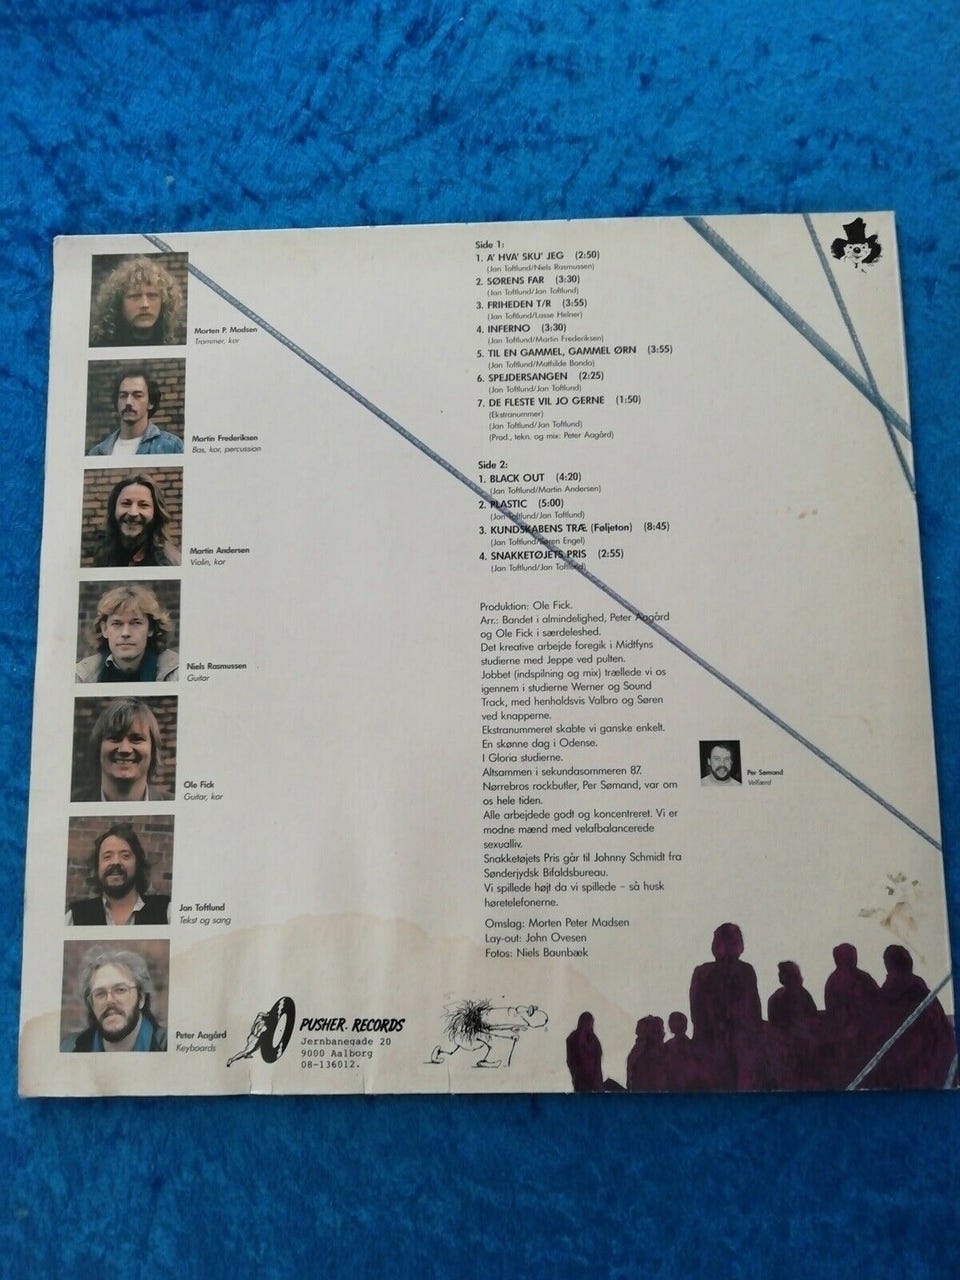 Morten P. Madsen
Trommer, kor
Martin Frederiksen
Bas, kor, percussion
Martin Andersen
Violin, kor
Niels Rasmussen
Guitar
Ole Fick
Guitar, kor
Jan Toftlund
Tekst og sang
Peter Aagård
Keyboards
Side 1:
1. A' HVA' SKU' JEG (2:50)
(Jan Toftlund/Niels Rasmussen)
2. SØRENS FAR (3:30)
(Jan Toftlund/Jan Toftlund)
3. FRIHEDEN T/R (3:55)
(Jan Toftlund/Lasse Helner)
4. INFERNO (3:30)
(Jan Toftlund/Martin Frederiksen)
5. TIL EN GAMMEL, GAMMEL ØRN (3:55)
(Jan Toftlund/Mathilde Bondo)
6. SPEJDERSANGEN (2:25)
(Jan Toftlund/Jan Toftlund)
7. DE FLESTE VIL JO GERNE (1:50)
(Ekstranummer)
(Jan Toftlund/Jan Toftlund)
(Prod., tekn. og mix: Peter Aagård)
Side 2:
1. BLACK OUT (4:20)
(Jan Toftlund/Martin Andersen)
2. PLASTIC (5:00)
(Jan Toftlund/Jan Toftlund)
3. KUNDSKABENS TRÆ (Føljeton) (8:45)
(Jan Toftlund/Søren Engel)
4. SNAKKETØJETS PRIS (2:55)
(Jan Toftlund/Jan Toftlund)
Produktion: Ole Fick.
Arr.: Bandet i almindelighed, Peter Aagård
og Ole Fick i særdeleshed.
Det kreative arbejde foregik i Midtfyns
studierne med Jeppe ved pulten.
Jobbet (indspilning og mix) trællede vi os
igennem i studierne Werner og Sound
Track, med henholdsvis Valbro og Søren
ved knapperne.
Ekstranummeret skabte vi ganske enkelt.
En skønne dag i Odense.
I Gloria studierne.
Altsammen i sekundasommeren 87.
Nørrebros rockbutler, Per Sømand, var om
os hele tiden.
Alle arbejdede godt og koncentreret. Vi er
modne mænd med velafbalancerede
sexualliv.
Snakketøjets Pris går til Johnny Schmidt fra
Sønderjydsk Bifaldsbureau.
Vi spillede højt da vi spillede – så husk
høretelefonerne.
Omslag: Morten Peter Madsen
Lay-out: John Ovesen
Fotos: Niels Baunbæk
Per Sømand
Velfærd
PUSHER. RECORDS
Jernbanegade 20
9000 Aalborg
08-136012.